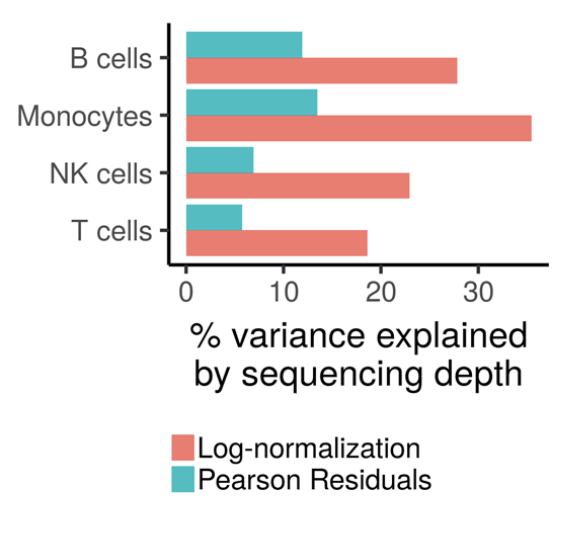 B cells
Monocytes
NK cells
T cells
0 10 20 30
% variance explained
by sequencing depth
Log-normalization
Pearson Residuals